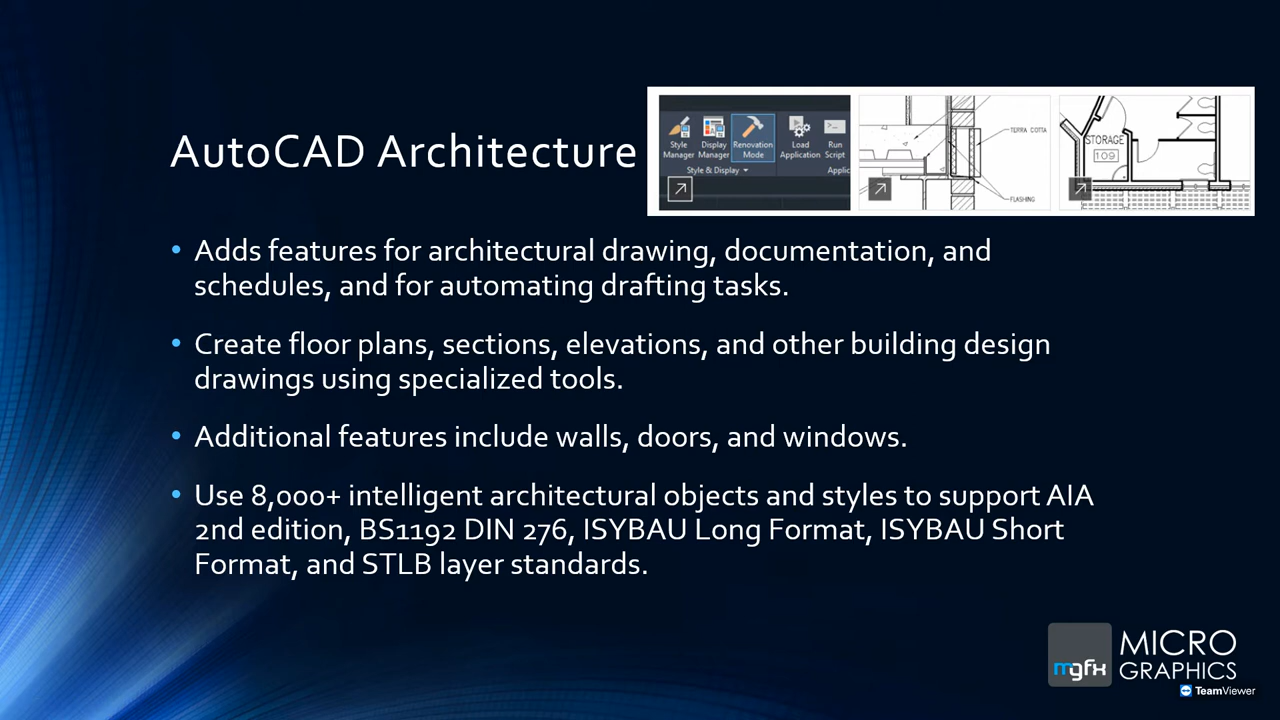 AutoCAD Architecture
Style Manager
Display Manager
Renovation Mode
Load Application
Run Script
Style & Display
Applic
TERRA COTTA
FLASHING
STORAGE
109
• Adds features for architectural drawing, documentation, and
schedules, and for automating drafting tasks.
• Create floor plans, sections, elevations, and other building design
drawings using specialized tools.
• Additional features include walls, doors, and windows.
• Use 8,000+ intelligent architectural objects and styles to support AIA
2nd edition, BS1192 DIN 276, ISYBAU Long Format, ISYBAU Short
Format, and STLB layer standards.
mgfx
MICRO
GRAPHICS
TeamViewer